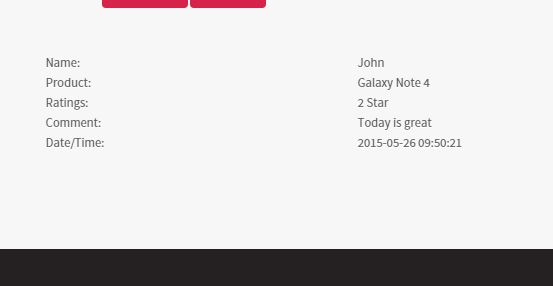 Name: John
Product: Galaxy Note 4
Ratings: 2 Star
Comment: Today is great
Date/Time: 2015-05-26 09:50:21